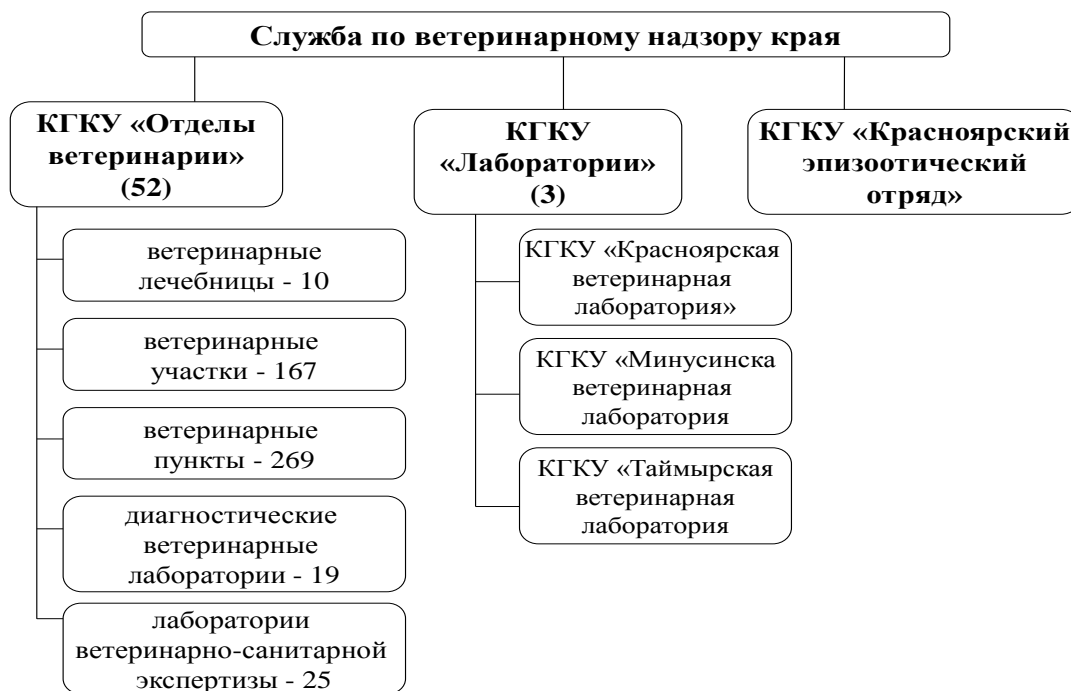 Служба по ветеринарному надзору края
КГКУ «Отделы
ветеринарии»
(52)
ветеринарные
лечебницы - 10
ветеринарные
участки - 167
ветеринарные
пункты - 269
диагностические
ветеринарные
лаборатории - 19
лаборатории
ветеринарно-санитарной
экспертизы - 25
КГКУ
«Лаборатории»
(3)
КГКУ «Красноярская
ветеринарная
лаборатория»
КГКУ «Минусинска
ветеринарная
лаборатория
КГКУ «Таймырская
ветеринарная
лаборатория
КГКУ «Красноярский
эпизоотический
отряд»